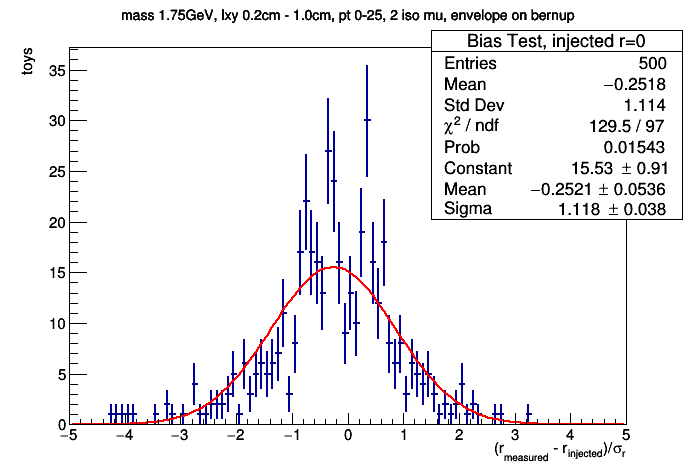 mass 1.75GeV, lxy 0.2cm - 1.0cm, pt 0-25, 2 iso mu, envelope on bernup
Bias Test, injected r=0
Entries 500
Mean −0.2518
Std Dev 1.114
χ² / ndf 129.5 / 97
Prob 0.01543
Constant 15.53 ± 0.91
Mean −0.2521 ± 0.0536
Sigma 1.118 ± 0.038
toys
35
30
25
20
15
10
5
0
−5 −4 −3 −2 −1 0 1 2 3 4 5
(r_measured - r_injected)/σ_r